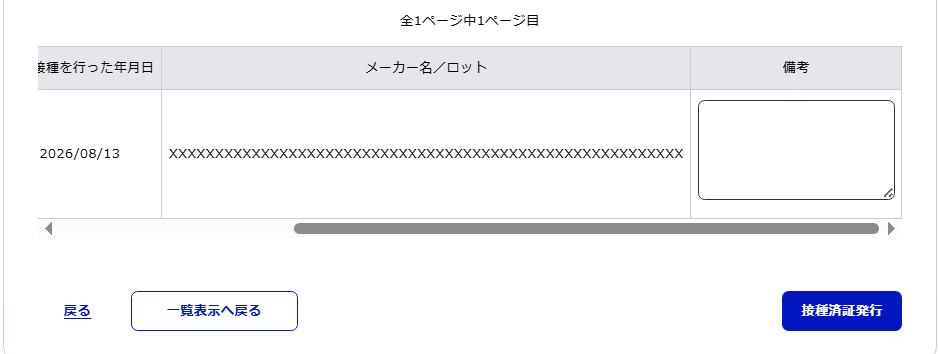 全1ページ中1ページ目
接種を行った年月日 メーカー名／ロット 備考
2026/08/13 XXXXXXXXXXXXXXXXXXXXXXXXXXXXXXXXXXXXXXXXXXXXXXXXXXXXXXXXXXXX
戻る 一覧表示へ戻る 接種済証発行